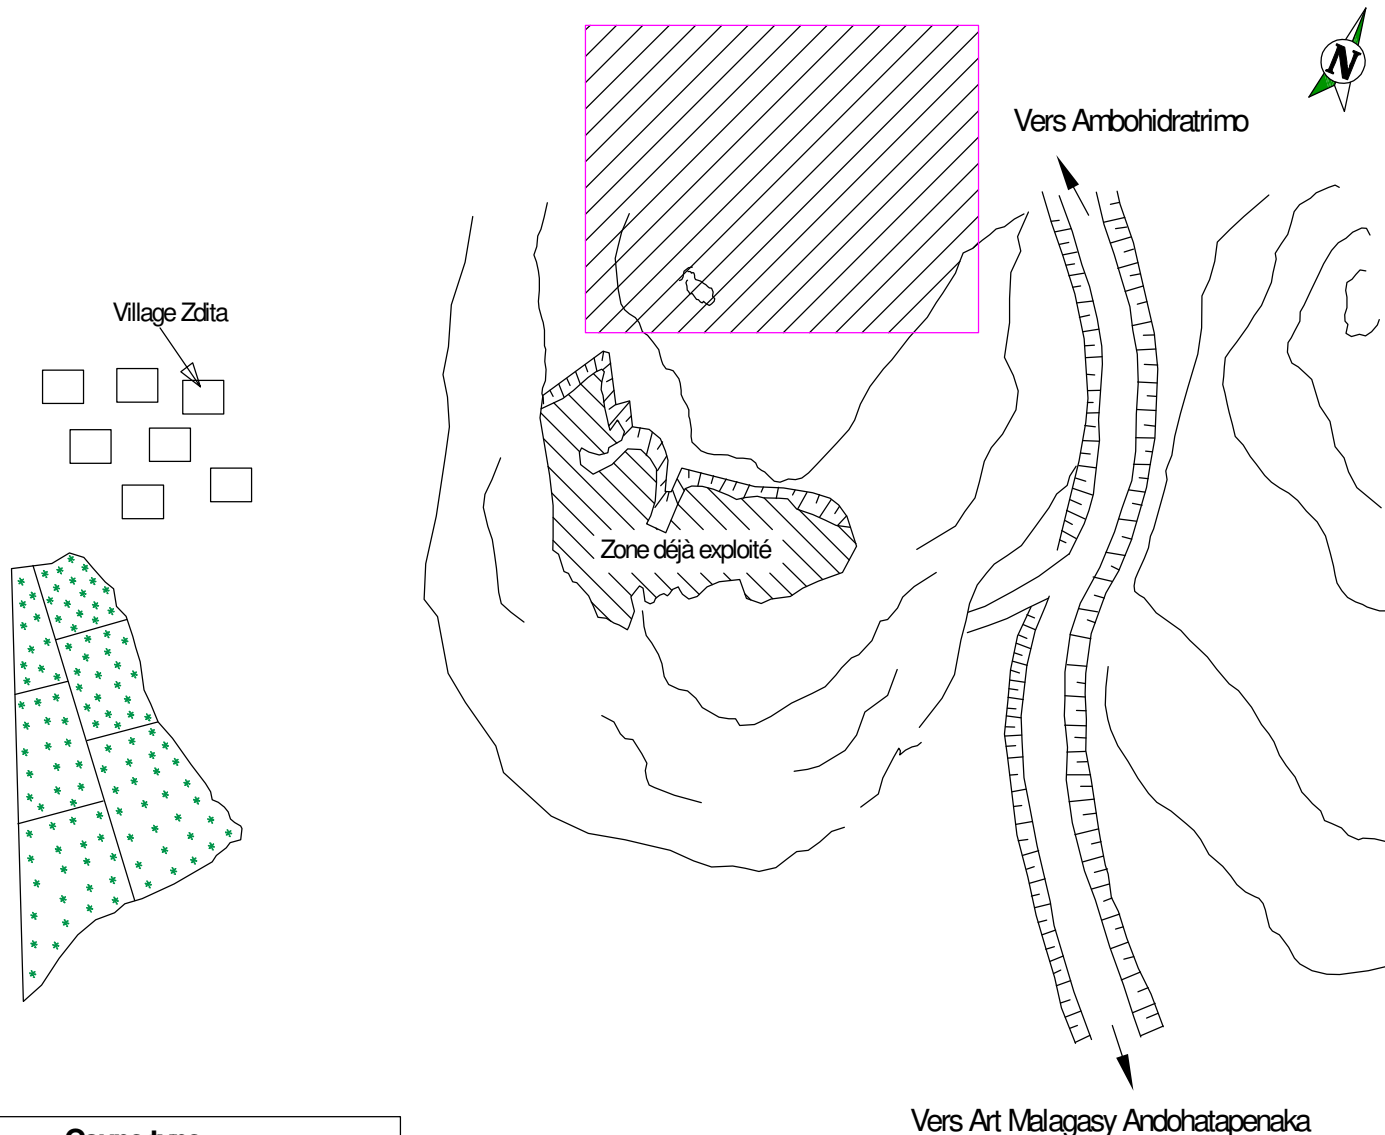 N
Vers Ambohidratrimo
Village Zdita
Zone déjà exploité
Vers Art Malagasy Andohatapenaka